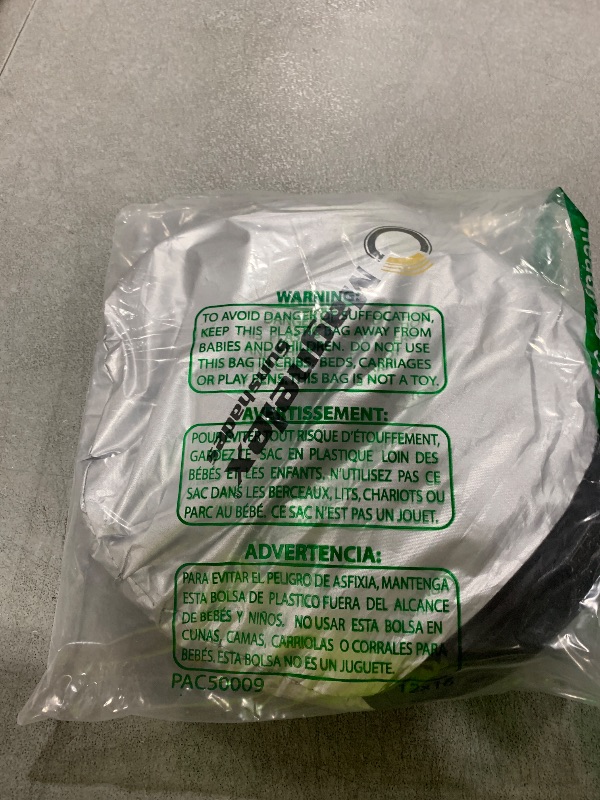 WARNING:
TO AVOID DANGER OF SUFFOCATION,
KEEP THIS PLASTIC BAG AWAY FROM
BABIES AND CHILDREN. DO NOT USE
THIS BAG IN CRIBS, BEDS, CARRIAGES
OR PLAY PENS. THIS BAG IS NOT A TOY.
AVERTISSEMENT:
POUR ÉVITER TOUT RISQUE D'ÉTOUFFEMENT,
GARDEZ CE SAC EN PLASTIQUE LOIN DES
BÉBÉS ET LES ENFANTS, N'UTILISEZ PAS CE
SAC DANS LES BERCEAUX, LITS, CHARIOTS OU
PARC AU BÉBÉ. CE SAC N'EST PAS UN JOUET.
ADVERTENCIA:
PARA EVITAR EL PELIGRO DE ASFIXIA, MANTENGA
ESTA BOLSA DE PLASTICO FUERA DEL ALCANCE
DE BEBÉS Y NIÑOS. NO USAR ESTA BOLSA EN
CUNAS, CAMAS, CARRIOLAS O CORRALES PARA
BEBÉS. ESTA BOLSA NO ES UN JUGUETE.
PAC50009
Magnelex
sunshades